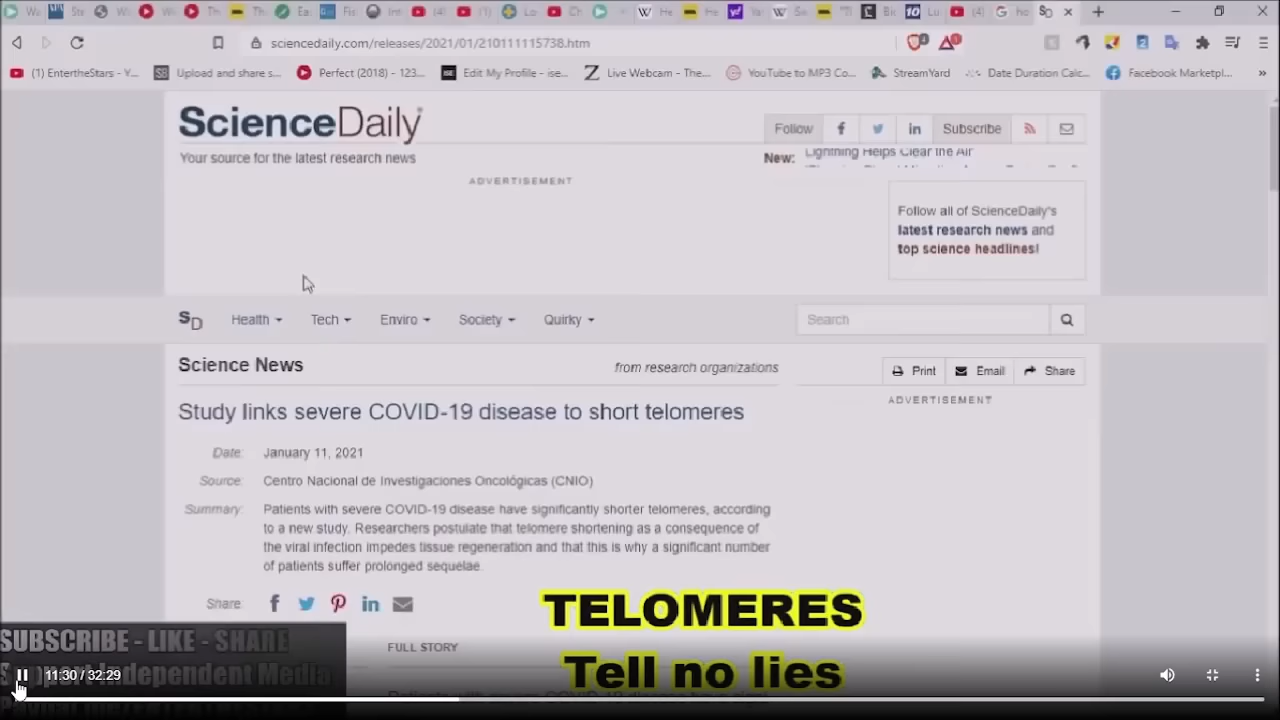 sciencedaily.com/releases/2021/01/210111115738.htm
(1) EntertheStars - Y...
Upload and share s...
Perfect (2018) - 123...
Edit My Profile - ise...
Live Webcam - The...
YouTube to MP3 Co...
StreamYard
Date Duration Calc...
Facebook Marketpl...
»
ScienceDaily
Your source for the latest research news
Follow
Subscribe
New:
Lightning Helps Clear the Air
ADVERTISEMENT
Follow all of ScienceDaily's
latest research news and
top science headlines!
SD
Health
Tech
Enviro
Society
Quirky
Search
Science News
from research organizations
Print
Email
Share
ADVERTISEMENT
Study links severe COVID-19 disease to short telomeres
Date: January 11, 2021
Source: Centro Nacional de Investigaciones Oncológicas (CNIO)
Summary: Patients with severe COVID-19 disease have significantly shorter telomeres, according
to a new study. Researchers postulate that telomere shortening as a consequence of
the viral infection impedes tissue regeneration and that this is why a significant number
of patients suffer prolonged sequelae.
Share:
FULL STORY
TELOMERES
Tell no lies
SUBSCRIBE - LIKE - SHARE
Support Independent Media
11:30 / 32:29